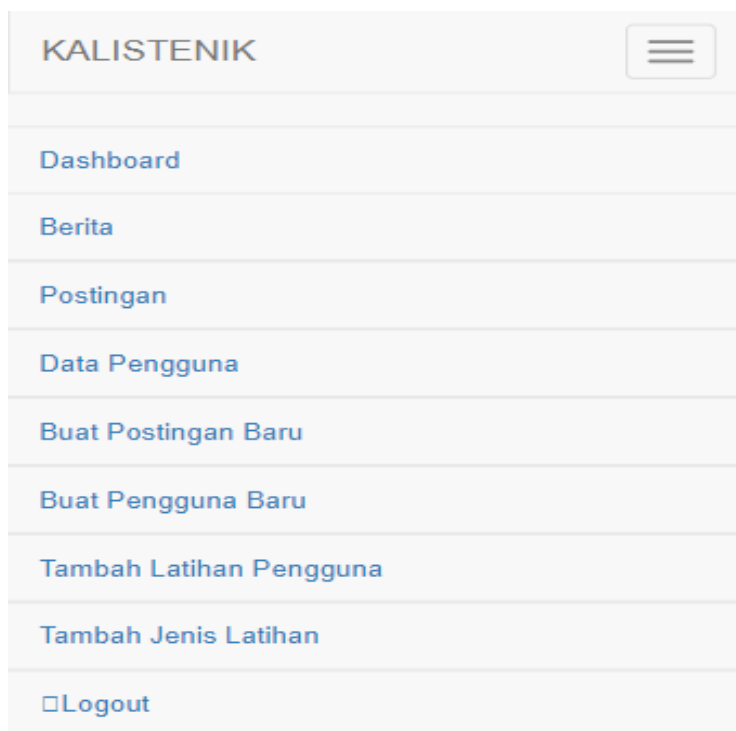 KALISTENIK
Dashboard
Berita
Postingan
Data Pengguna
Buat Postingan Baru
Buat Pengguna Baru
Tambah Latihan Pengguna
Tambah Jenis Latihan
□Logout